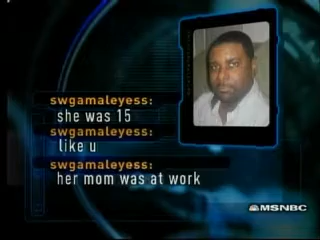 swgamaleyess:
she was 15
swgamaleyess:
like u
swgamaleyess:
her mom was at work
MSNBC